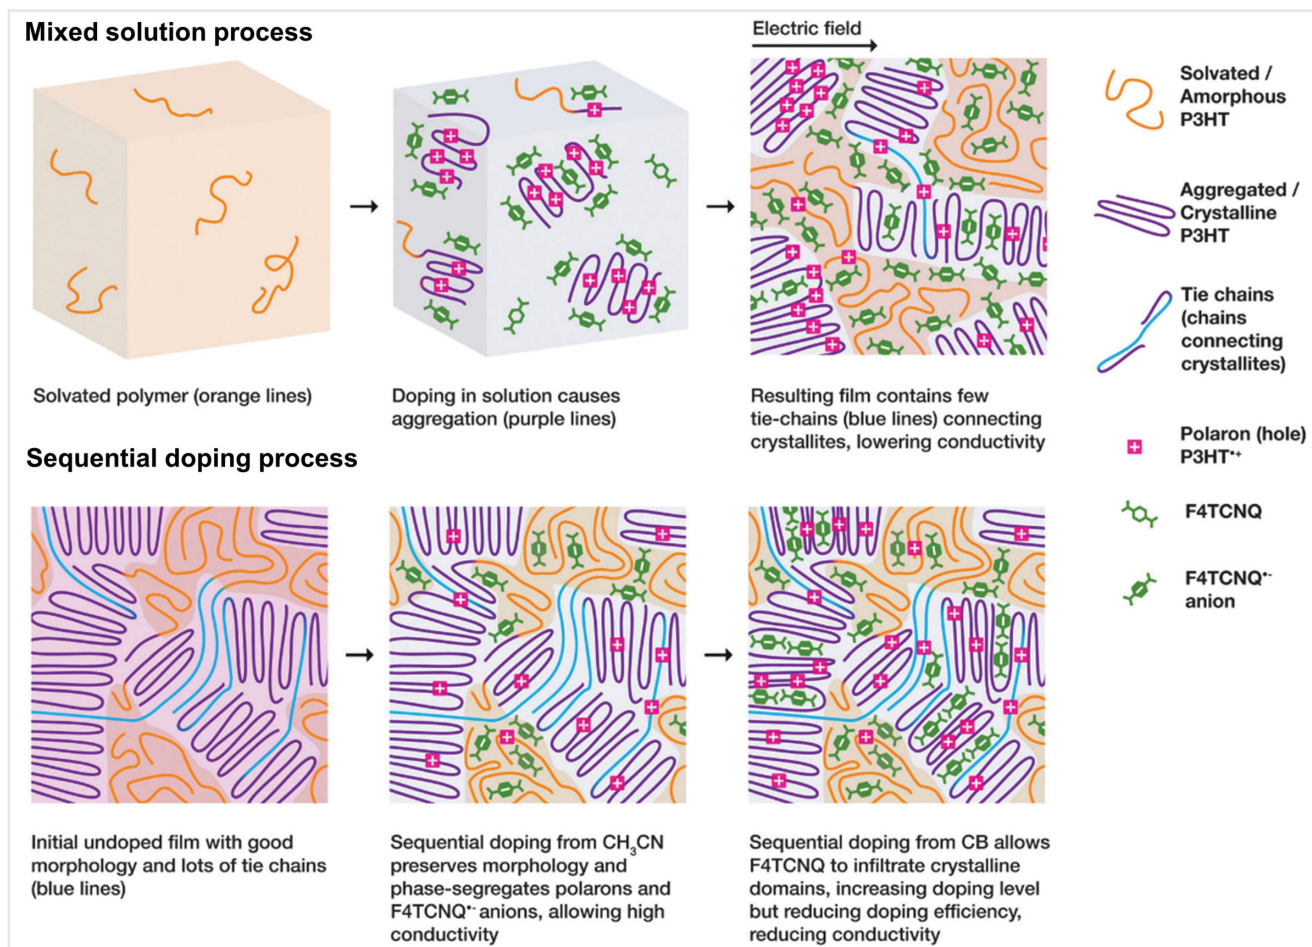 Mixed solution process
Electric field
Solvated polymer (orange lines)
Doping in solution causes
aggregation (purple lines)
Resulting film contains few
tie-chains (blue lines) connecting
crystallites, lowering conductivity
Solvated /
Amorphous
P3HT
Aggregated /
Crystalline
P3HT
Tie chains
(chains
connecting
crystallites)
Polaron (hole)
P3HT•+
F4TCNQ
F4TCNQ•-
anion
Sequential doping process
Initial undoped film with good
morphology and lots of tie chains
(blue lines)
Sequential doping from CH₃CN
preserves morphology and
phase-segregates polarons and
F4TCNQ•- anions, allowing high
conductivity
Sequential doping from CB allows
F4TCNQ to infiltrate crystalline
domains, increasing doping level
but reducing doping efficiency,
reducing conductivity